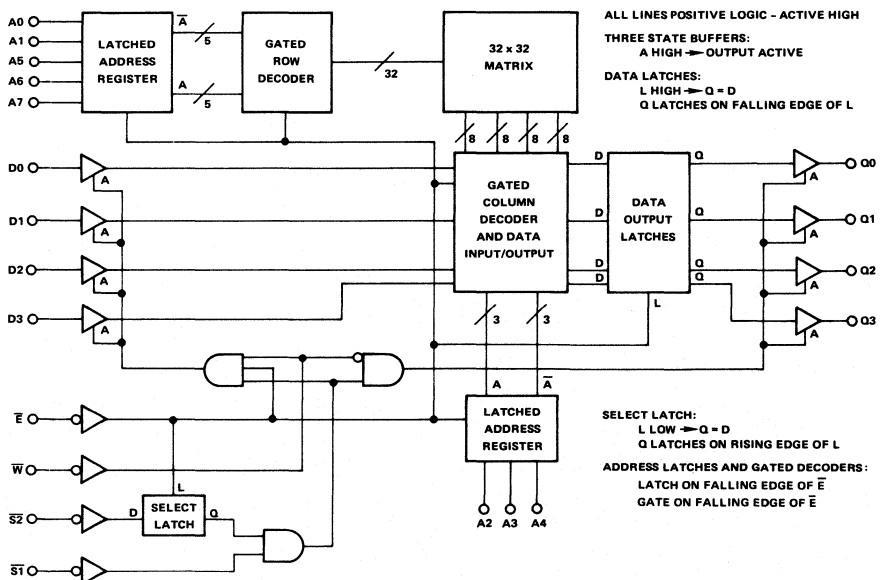 A0
A1
A5
A6
A7
LATCHED
ADDRESS
REGISTER
A̅
5
A
5
GATED
ROW
DECODER
32
32 x 32
MATRIX
8 8 8 8
ALL LINES POSITIVE LOGIC – ACTIVE HIGH
THREE STATE BUFFERS:
A HIGH → OUTPUT ACTIVE
DATA LATCHES:
L HIGH → Q = D
Q LATCHES ON FALLING EDGE OF L
D0
A
D1
A
D2
A
D3
A
GATED
COLUMN
DECODER
AND DATA
INPUT/OUTPUT
D
D
D
D
DATA
OUTPUT
LATCHES
L
Q
Q
Q
Q
A
Q0
A
Q1
A
Q2
A
Q3
3 3
A A̅
LATCHED
ADDRESS
REGISTER
A2 A3 A4
E̅
W̅
S̅2̅
S̅1̅
L
D
SELECT
LATCH
Q
SELECT LATCH:
L LOW → Q = D
Q LATCHES ON RISING EDGE OF L
ADDRESS LATCHES AND GATED DECODERS:
LATCH ON FALLING EDGE OF E̅
GATE ON FALLING EDGE OF E̅